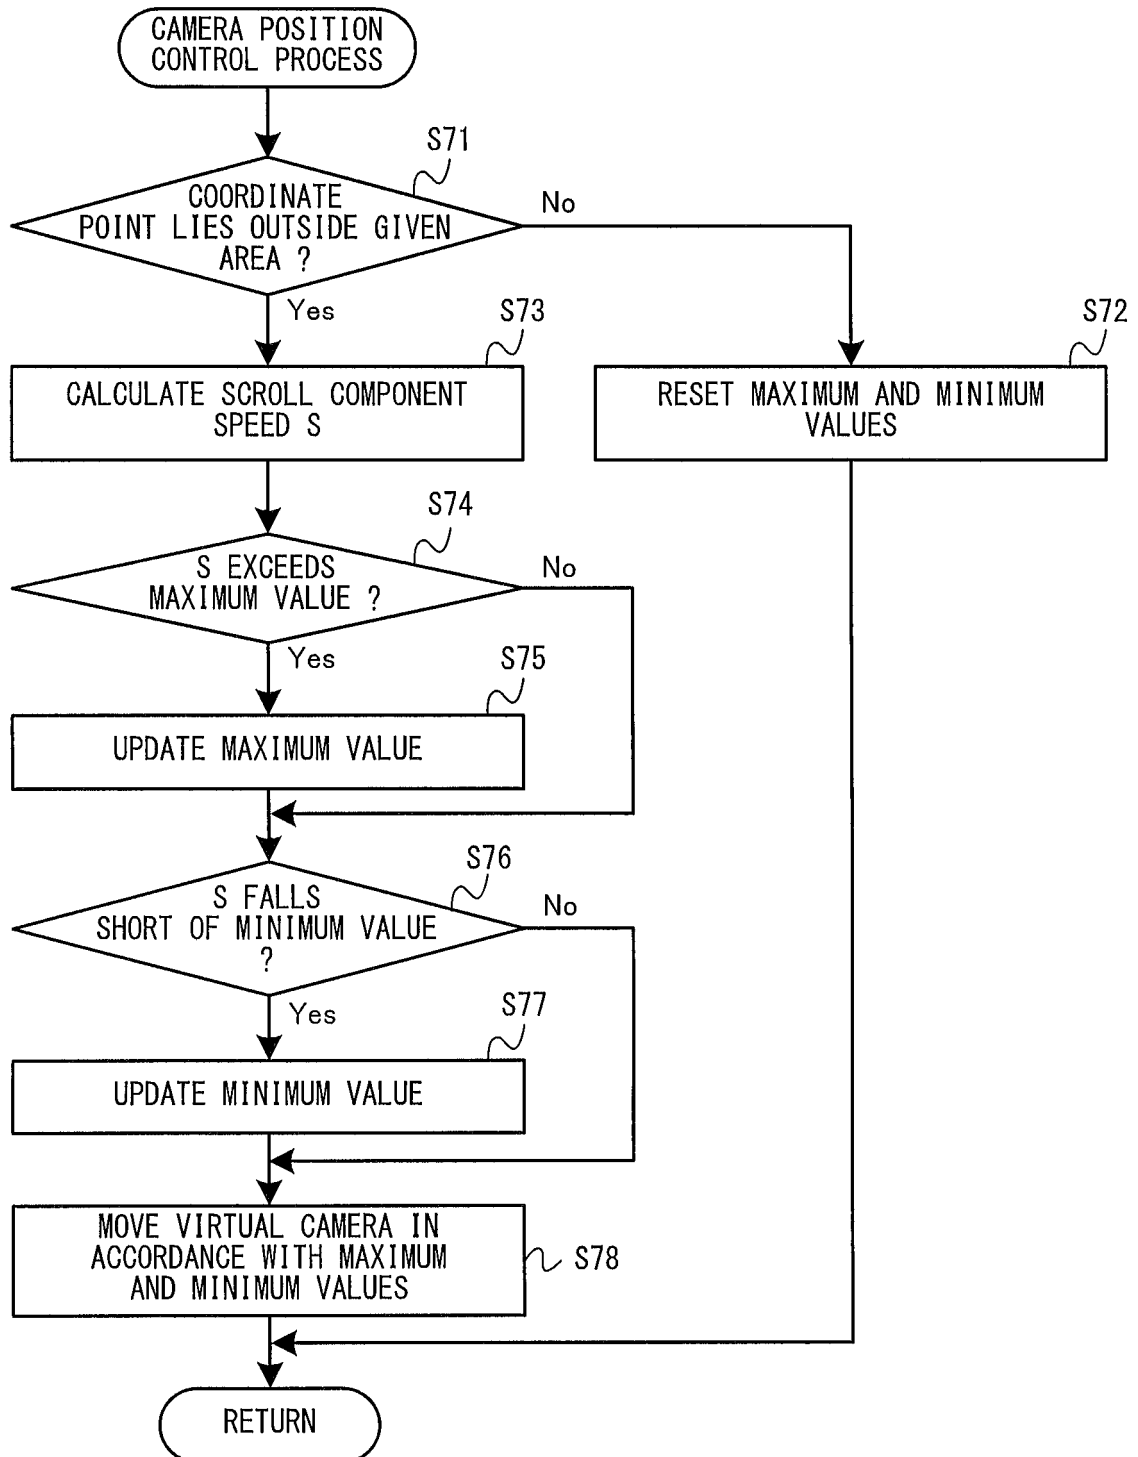 CAMERA POSITION
CONTROL PROCESS
S71
COORDINATE
POINT LIES OUTSIDE GIVEN
AREA ?
No
Yes
S73
CALCULATE SCROLL COMPONENT
SPEED S
S72
RESET MAXIMUM AND MINIMUM
VALUES
S74
S EXCEEDS
MAXIMUM VALUE ?
No
Yes
S75
UPDATE MAXIMUM VALUE
S76
S FALLS
SHORT OF MINIMUM VALUE
?
No
Yes
S77
UPDATE MINIMUM VALUE
MOVE VIRTUAL CAMERA IN
ACCORDANCE WITH MAXIMUM
AND MINIMUM VALUES
S78
RETURN